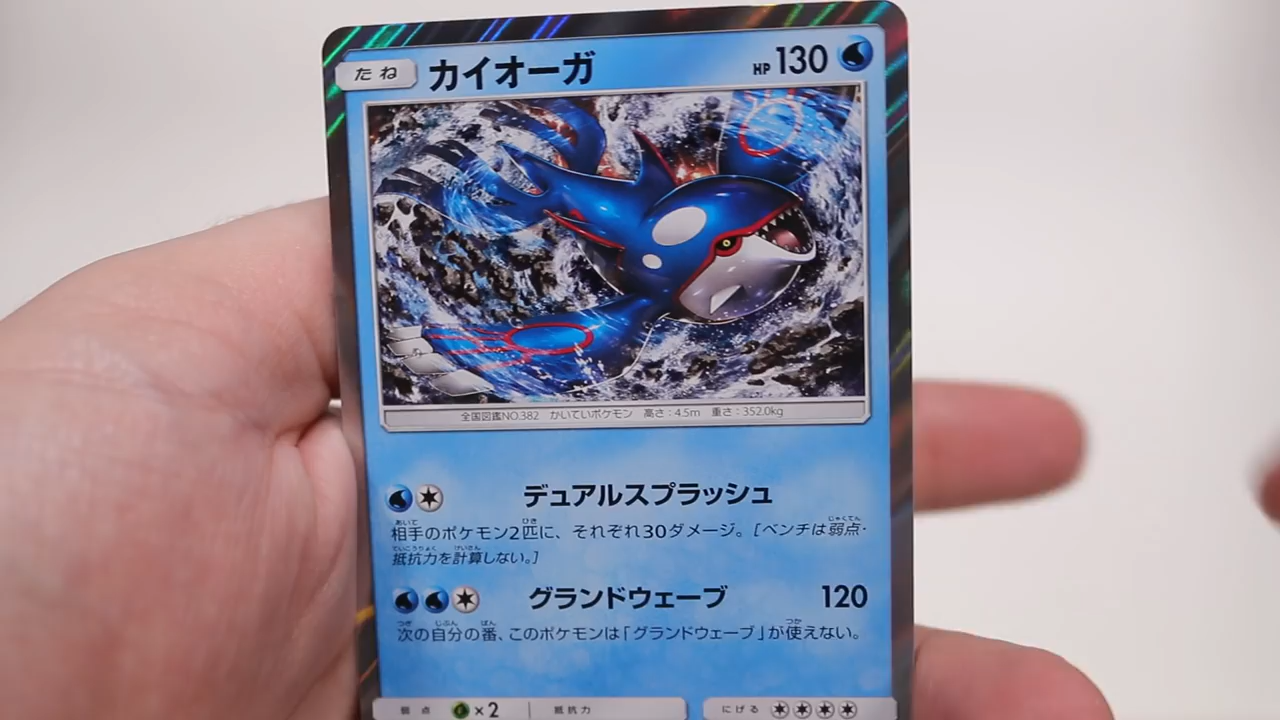 たね カイオーガ HP 130
全国図鑑NO.382 かいていポケモン 高さ:4.5m 重さ:352.0kg
デュアルスプラッシュ
相手のポケモン2匹に、それぞれ30ダメージ。[ベンチは弱点・
抵抗力を計算しない。]
グランドウェーブ 120
次の自分の番、このポケモンは「グランドウェーブ」が使えない。
弱点 ×2 抵抗力 にげる